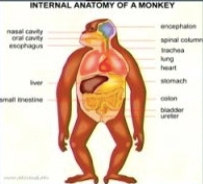 INTERNAL ANATOMY OF A MONKEY
nasal cavity
oral cavity
esophagus
liver
small itnestine
encephalon
spinal column
trachea
lung
heart
stomach
colon
bladder
ureter